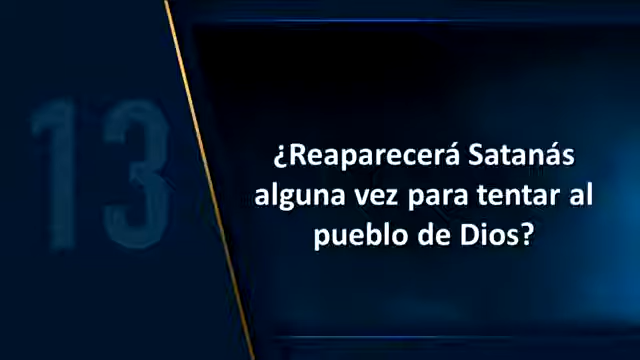 13
¿Reaparecerá Satanás
alguna vez para tentar al
pueblo de Dios?